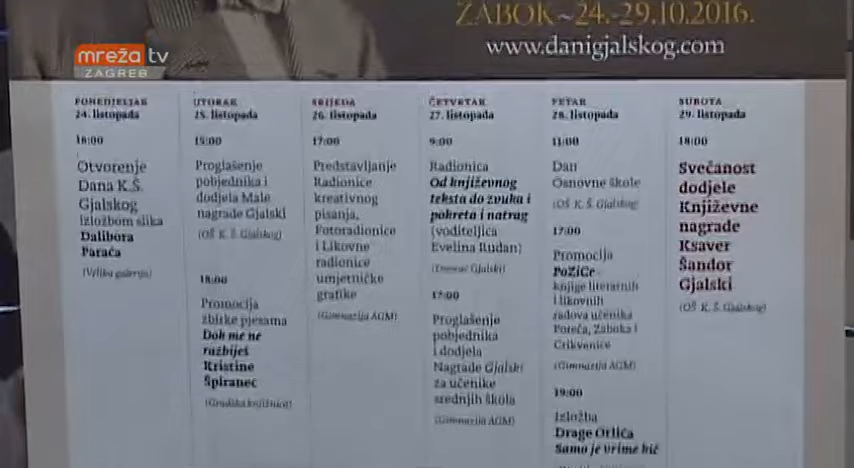 ZABOK~24.-29.10.2016.
www.danigjalskog.com
mreža tv
ZAGREB
PONEDJELJAK
24. listopada
18:00
Otvorenje
Dana K.Š.
Gjalskog
izložbom slika
Dalibora
Parača
(Velika galerija)
UTORAK
25. listopada
15:00
Proglašenje
pobjednika i
dodjela Male
nagrade Gjalski
(OŠ K. Š. Gjalskog)
18:00
Promocija
zbirke pjesama
Dok me ne
razbiješ
Kristine
Špiranec
(Gradska knjižnica)
SRIJEDA
26. listopada
17:00
Predstavljanje
Radionice
kreativnog
pisanja,
Fotoradionice
i Likovne
radionice
umjetničke
grafike
(Gimnazija AGM)
ČETVRTAK
27. listopada
9:00
Radionica
Od književnog
teksta do zvuka i
pokreta i natrag
(voditeljica
Evelina Rudan)
(Dvorac Gjalski)
17:00
Proglašenje
pobjednika
i dodjela
Nagrade Gjalski
za učenike
srednjih škola
(Gimnazija AGM)
PETAK
28. listopada
11:00
Dan
Osnovne škole
(OŠ K. Š. Gjalskog)
17:00
Promocija
PoZiCe
knjige literarnih
i likovnih
radova učenika
Poreča, Zaboka i
Crikvenice
(Gimnazija AGM)
19:00
Izložba
Drage Orlića
Samo je vrime bić
SUBOTA
29. listopada
18:00
Svečanost
dodjele
Književne
nagrade
Ksaver
Šandor
Gjalski
(OŠ K. Š. Gjalskog)